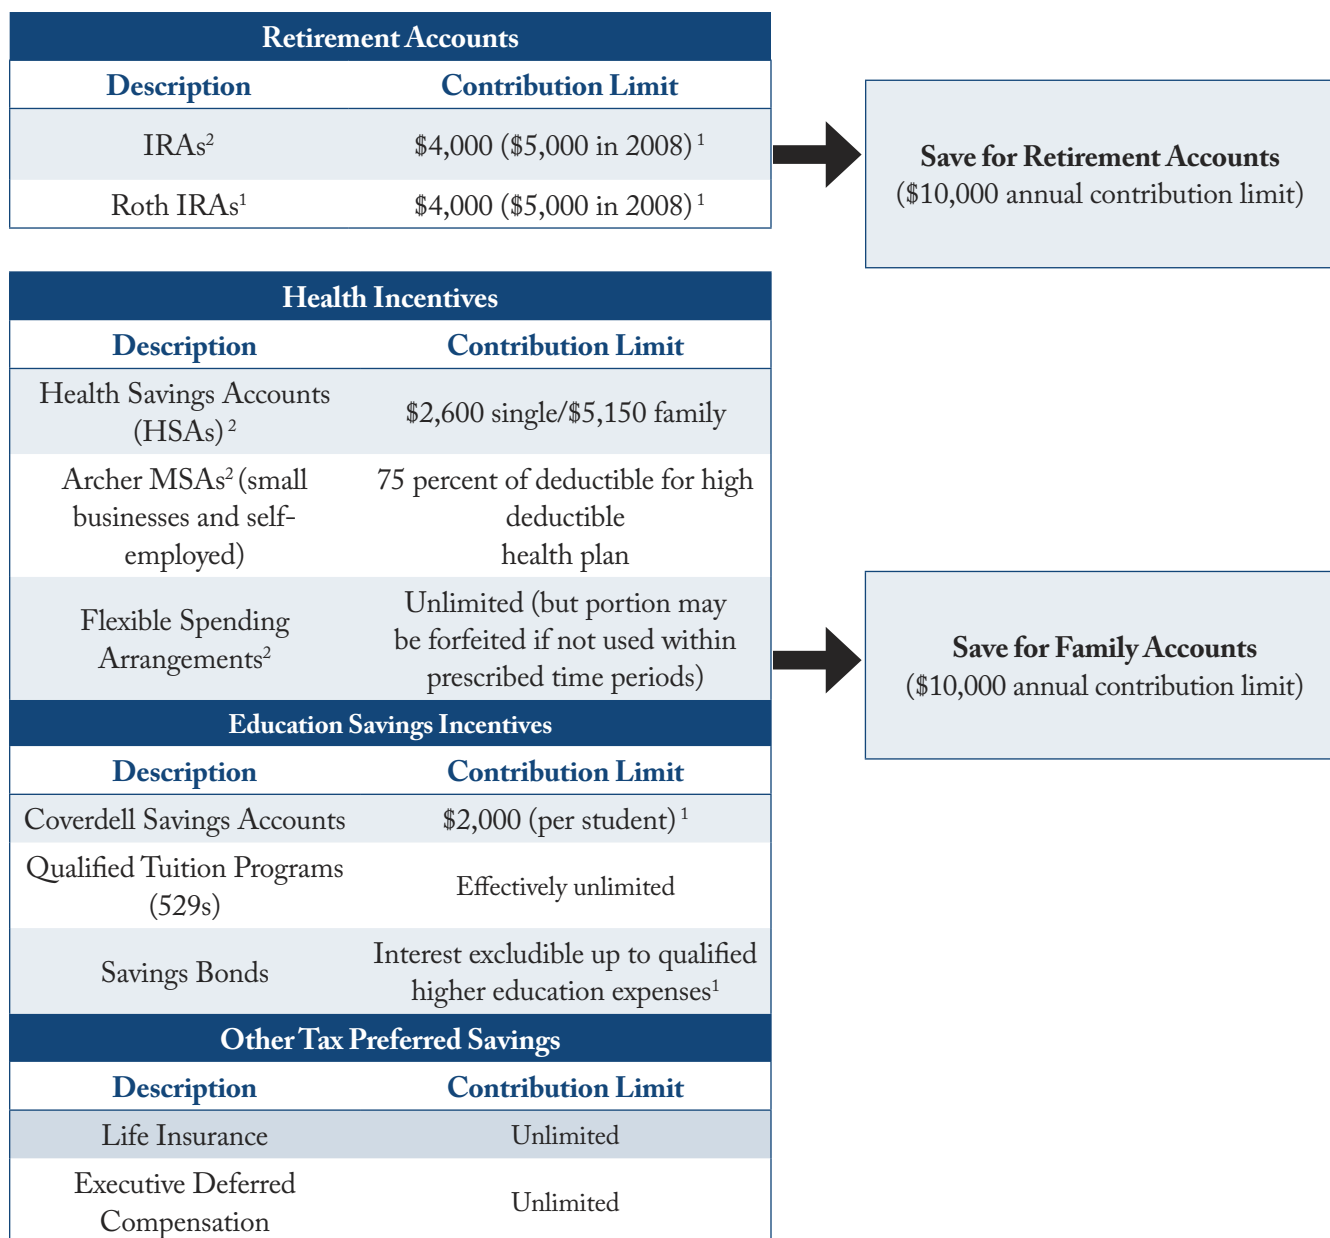 Retirement Accounts
Description Contribution Limit
IRAs² $4,000 ($5,000 in 2008) ¹
Roth IRAs¹ $4,000 ($5,000 in 2008) ¹
Save for Retirement Accounts
($10,000 annual contribution limit)
Health Incentives
Description Contribution Limit
Health Savings Accounts
(HSAs) ²
$2,600 single/$5,150 family
Archer MSAs² (small
businesses and self-
employed)
75 percent of deductible for high
deductible
health plan
Flexible Spending
Arrangements²
Unlimited (but portion may
be forfeited if not used within
prescribed time periods)
Save for Family Accounts
($10,000 annual contribution limit)
Education Savings Incentives
Description Contribution Limit
Coverdell Savings Accounts $2,000 (per student) ¹
Qualified Tuition Programs
(529s)
Effectively unlimited
Savings Bonds
Interest excludible up to qualified
higher education expenses¹
Other Tax Preferred Savings
Description Contribution Limit
Life Insurance Unlimited
Executive Deferred
Compensation
Unlimited